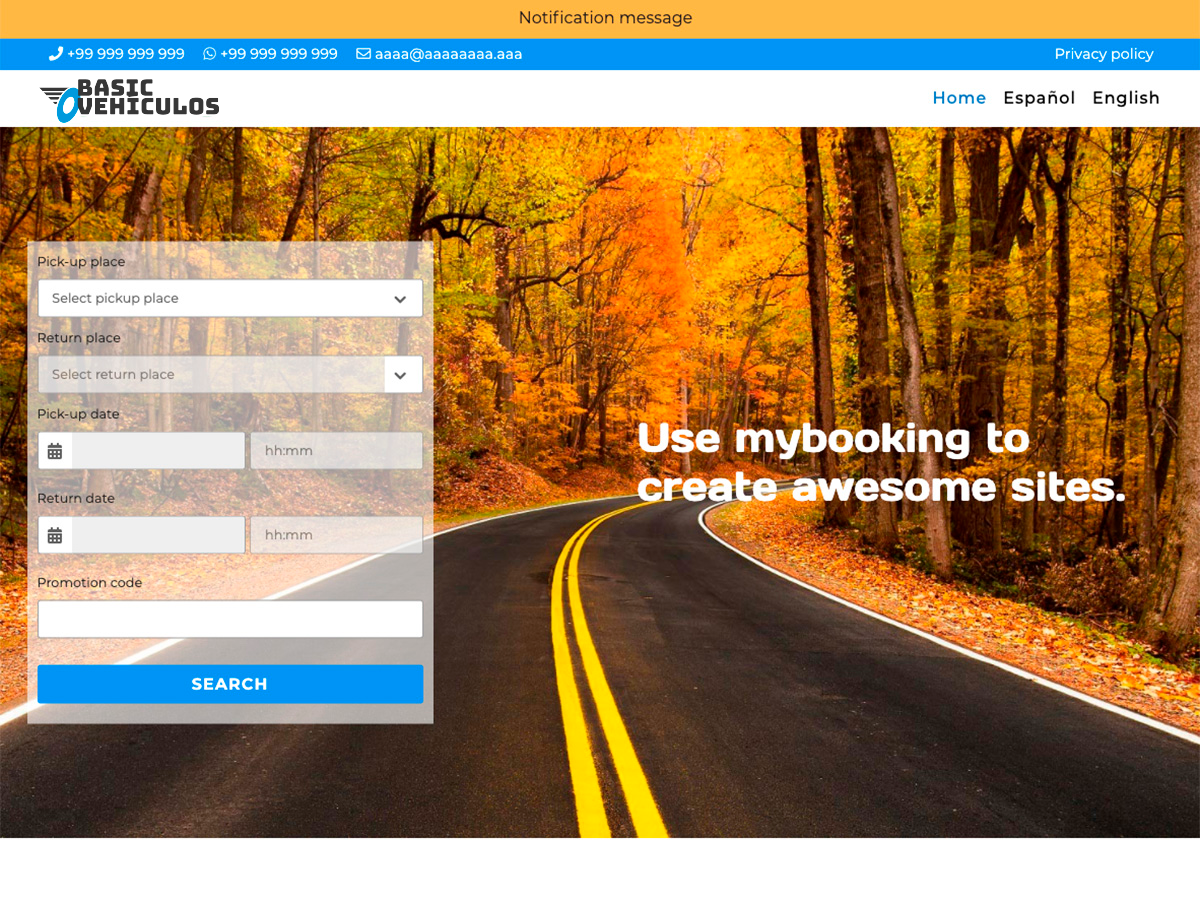 Notification message
+99 999 999 999 +99 999 999 999 aaaa@aaaaaaaa.aaa Privacy policy
BASIC
VEHICULOS
Home Español English
Pick-up place
Select pickup place
Return place
Select return place
Pick-up date
hh:mm
Return date
hh:mm
Promotion code
SEARCH
Use mybooking to
create awesome sites.